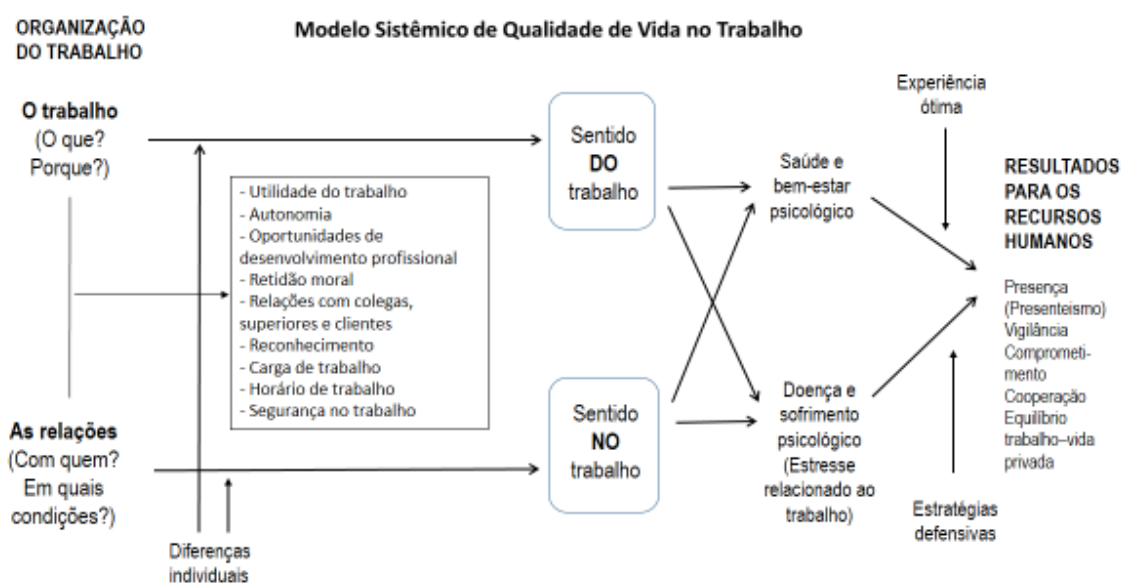 ORGANIZAÇÃO
DO TRABALHO
Modelo Sistêmico de Qualidade de Vida no Trabalho
O trabalho
(O que?
Porque?)
As relações
(Com quem?
Em quais
condições?)
- Utilidade do trabalho
- Autonomia
- Oportunidades de
desenvolvimento profissional
- Retidão moral
- Relações com colegas,
superiores e clientes
- Reconhecimento
- Carga de trabalho
- Horário de trabalho
- Segurança no trabalho
Diferenças
individuais
Sentido
DO
trabalho
Sentido
NO
trabalho
Saúde e
bem-estar
psicológico
Doença e
sofrimento
psicológico
(Estresse
relacionado ao
trabalho)
Experiência
ótima
Estratégias
defensivas
RESULTADOS
PARA OS
RECURSOS
HUMANOS
Presença
(Presenteismo)
Vigilância
Comprometi-
mento
Cooperação
Equilíbrio
trabalho–vida
privada